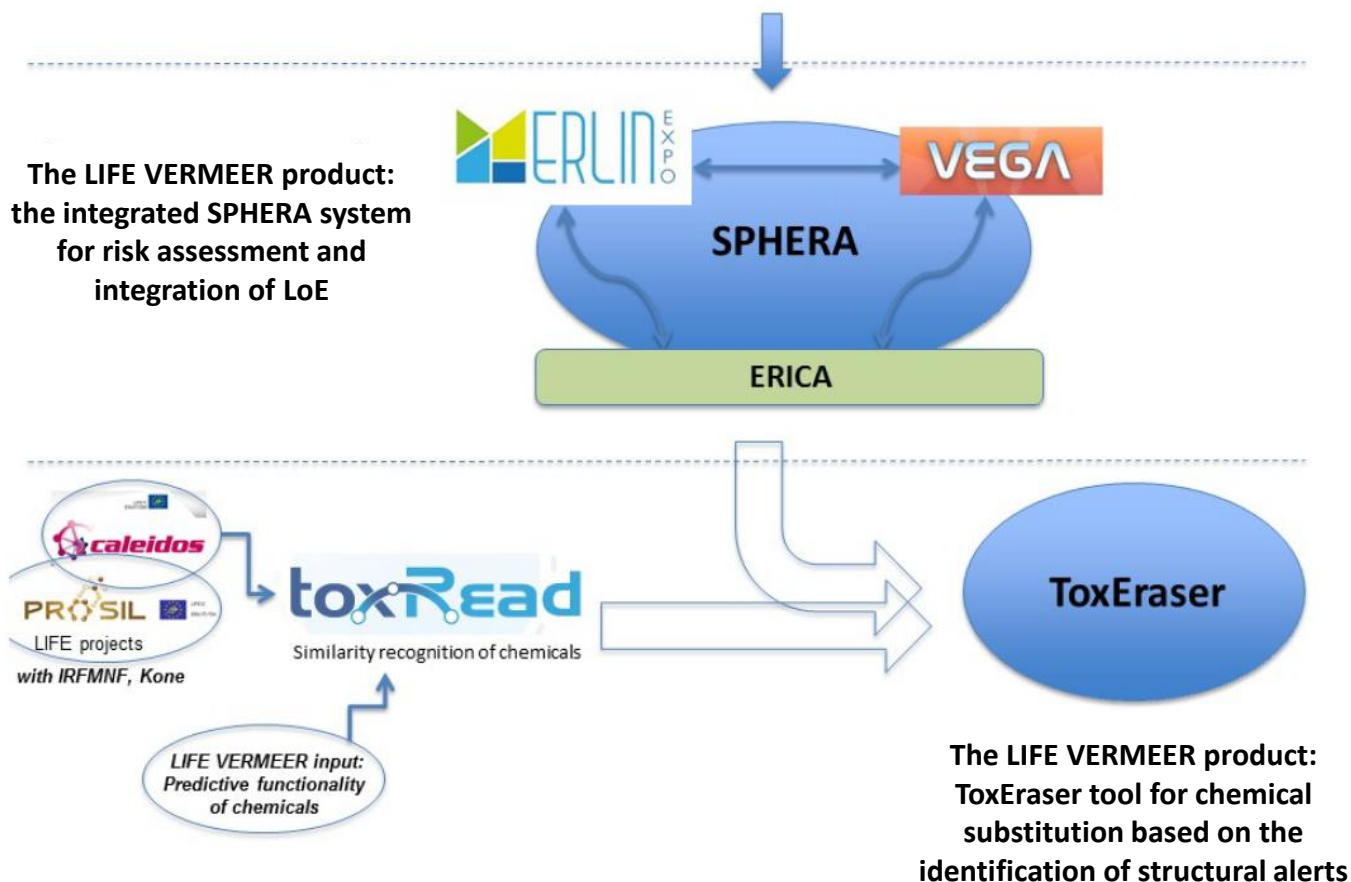 MERLIN
EXPO
VEGA
The LIFE VERMEER product:
the integrated SPHERA system
for risk assessment and
integration of LoE
SPHERA
ERICA
caleidos
PROSIL
LIFE projects
with IRFMNF, Kone
toxRead
Similarity recognition of chemicals
ToxEraser
LIFE VERMEER input:
Predictive functionality
of chemicals
The LIFE VERMEER product:
ToxEraser tool for chemical
substitution based on the
identification of structural alerts